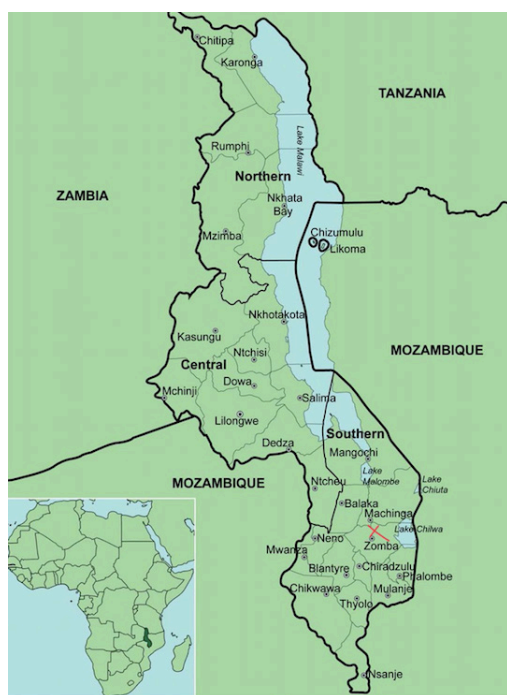 Chitipa
Karonga
TANZANIA
Lake Malawi
Rumphi
Northern
ZAMBIA
Nkhata
Bay
Mzimba
Chizumulu
Likoma
Nkhotakota
Kasungu
Ntchisi
MOZAMBIQUE
Central
Dowa
Mchinji
Salima
Lilongwe
Southern
Dedza
Mangochi
MOZAMBIQUE
Lake
Malombe
Lake
Chiuta
Ntcheu
Balaka
Machinga
Lake Chilwa
Neno
Zomba
Mwanza
Blantyre
Chiradzulu
Phalombe
Chikwawa
Mulanje
Thyolo
Nsanje